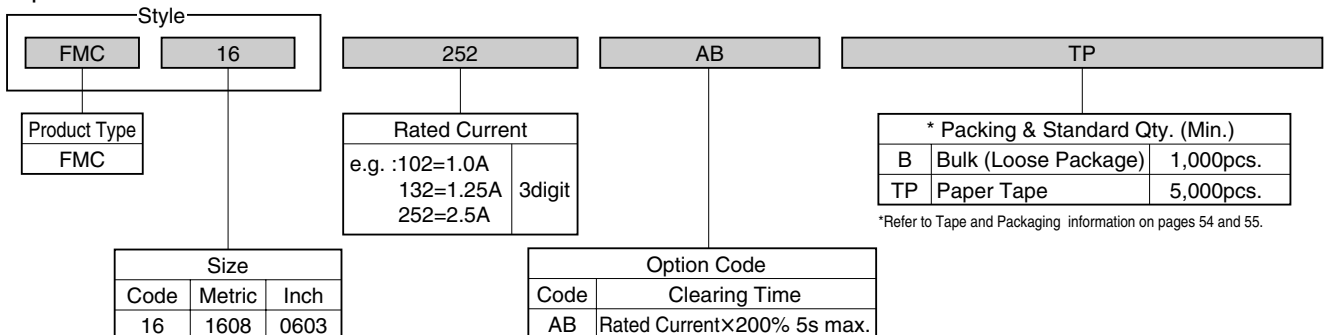 Style
FMC 16 252 AB TP
Product Type
FMC
Rated Current
e.g. :102=1.0A
132=1.25A
252=2.5A
3digit
* Packing & Standard Qty. (Min.)
B Bulk (Loose Package) 1,000pcs.
TP Paper Tape 5,000pcs.
*Refer to Tape and Packaging information on pages 54 and 55.
Size
Code Metric Inch
16 1608 0603
Option Code
Code Clearing Time
AB Rated Current×200% 5s max.